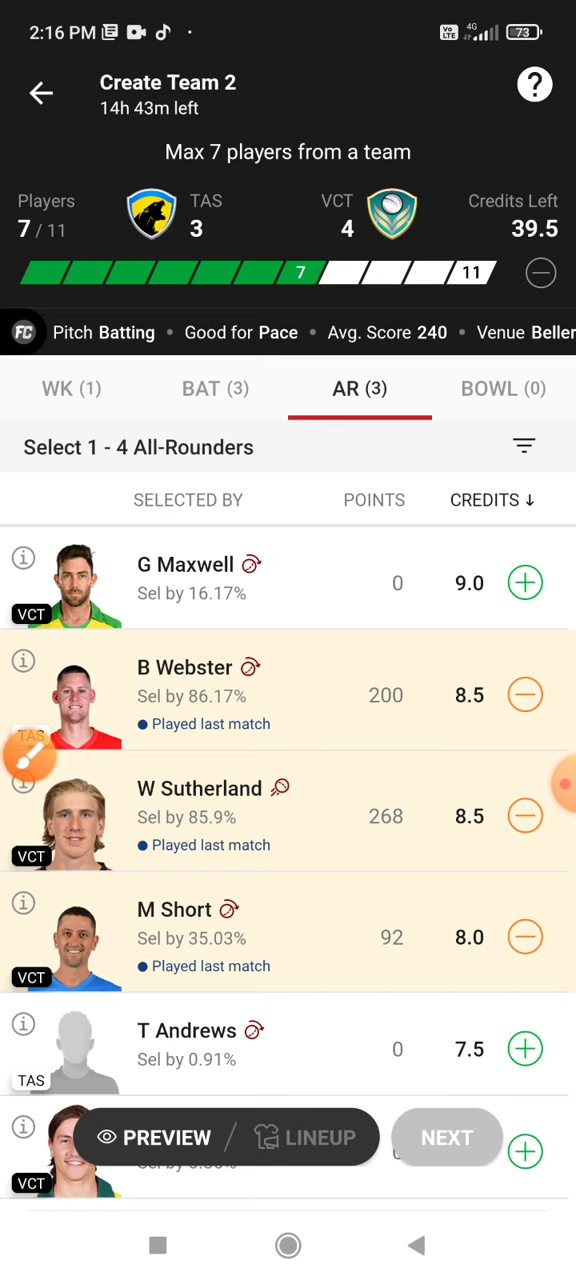 2:16 PM
Vo LTE 4G 73
Create Team 2
14h 43m left
?
Max 7 players from a team
Players TAS VCT Credits Left
7 / 11 3 4 39.5
7 11
FC Pitch Batting • Good for Pace • Avg. Score 240 • Venue Beller
WK (1) BAT (3) AR (3) BOWL (0)
Select 1 - 4 All-Rounders
SELECTED BY POINTS CREDITS ↓
G Maxwell
Sel by 16.17% 0 9.0
VCT
B Webster
Sel by 86.17% 200 8.5
Played last match
TAS
W Sutherland
Sel by 85.9% 268 8.5
Played last match
VCT
M Short
Sel by 35.03% 92 8.0
Played last match
VCT
T Andrews
Sel by 0.91% 0 7.5
TAS
PREVIEW / LINEUP NEXT
VCT